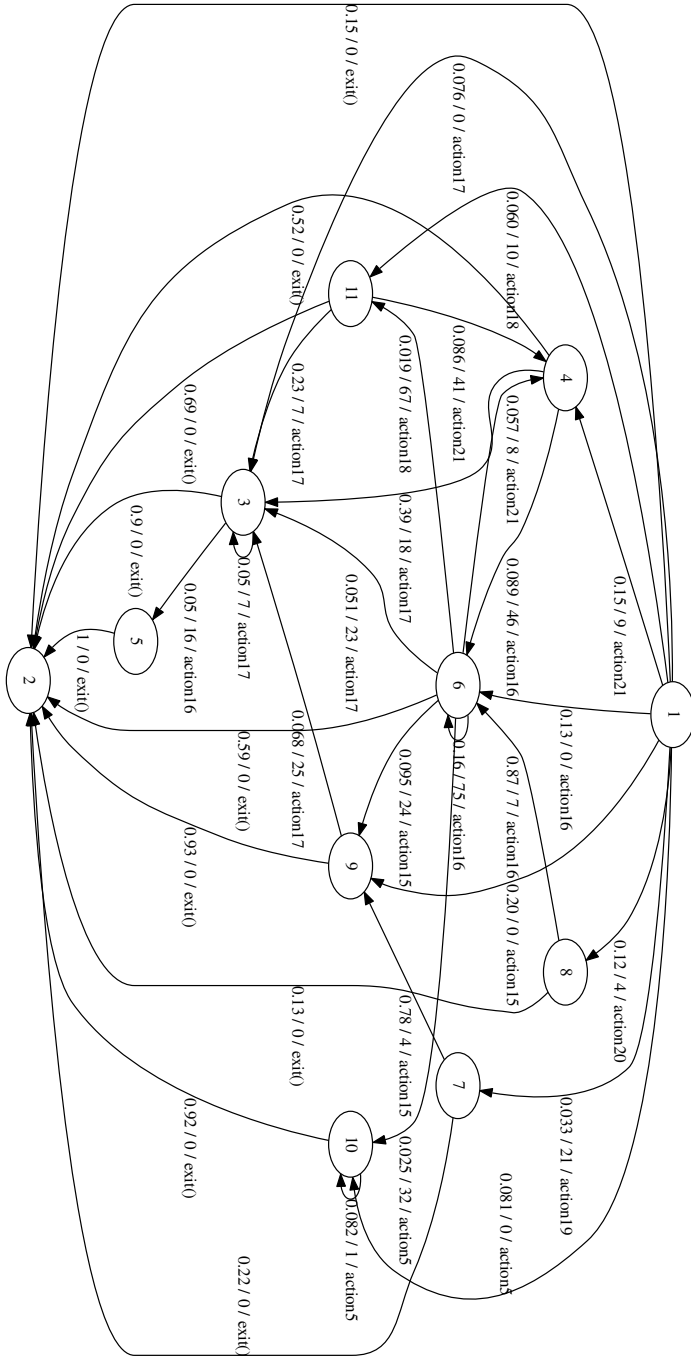 1
0.15 / 9 / action21
0.12 / 4 / action20
4
0.13 / 0 / action16
8
0.033 / 21 / action19
0.060 / 10 / action18
0.057 / 8 / action21
0.089 / 46 / action16
0.87 / 7 / action16
0.20 / 0 / action15
0.081 / 0 / action5
0.076 / 0 / action17
0.086 / 41 / action21
6
0.16 / 75 / action16
7
0.019 / 67 / action18
0.39 / 18 / action17
0.095 / 24 / action15
0.78 / 4 / action15
0.025 / 32 / action5
0.15 / 0 / exit()
11
0.051 / 23 / action17
9
10
0.082 / 1 / action5
0.52 / 0 / exit()
0.23 / 7 / action17
0.068 / 25 / action17
0.13 / 0 / exit()
3
0.05 / 7 / action17
0.59 / 0 / exit()
0.22 / 0 / exit()
0.69 / 0 / exit()
0.05 / 16 / action16
0.93 / 0 / exit()
0.92 / 0 / exit()
0.9 / 0 / exit()
5
1 / 0 / exit()
2